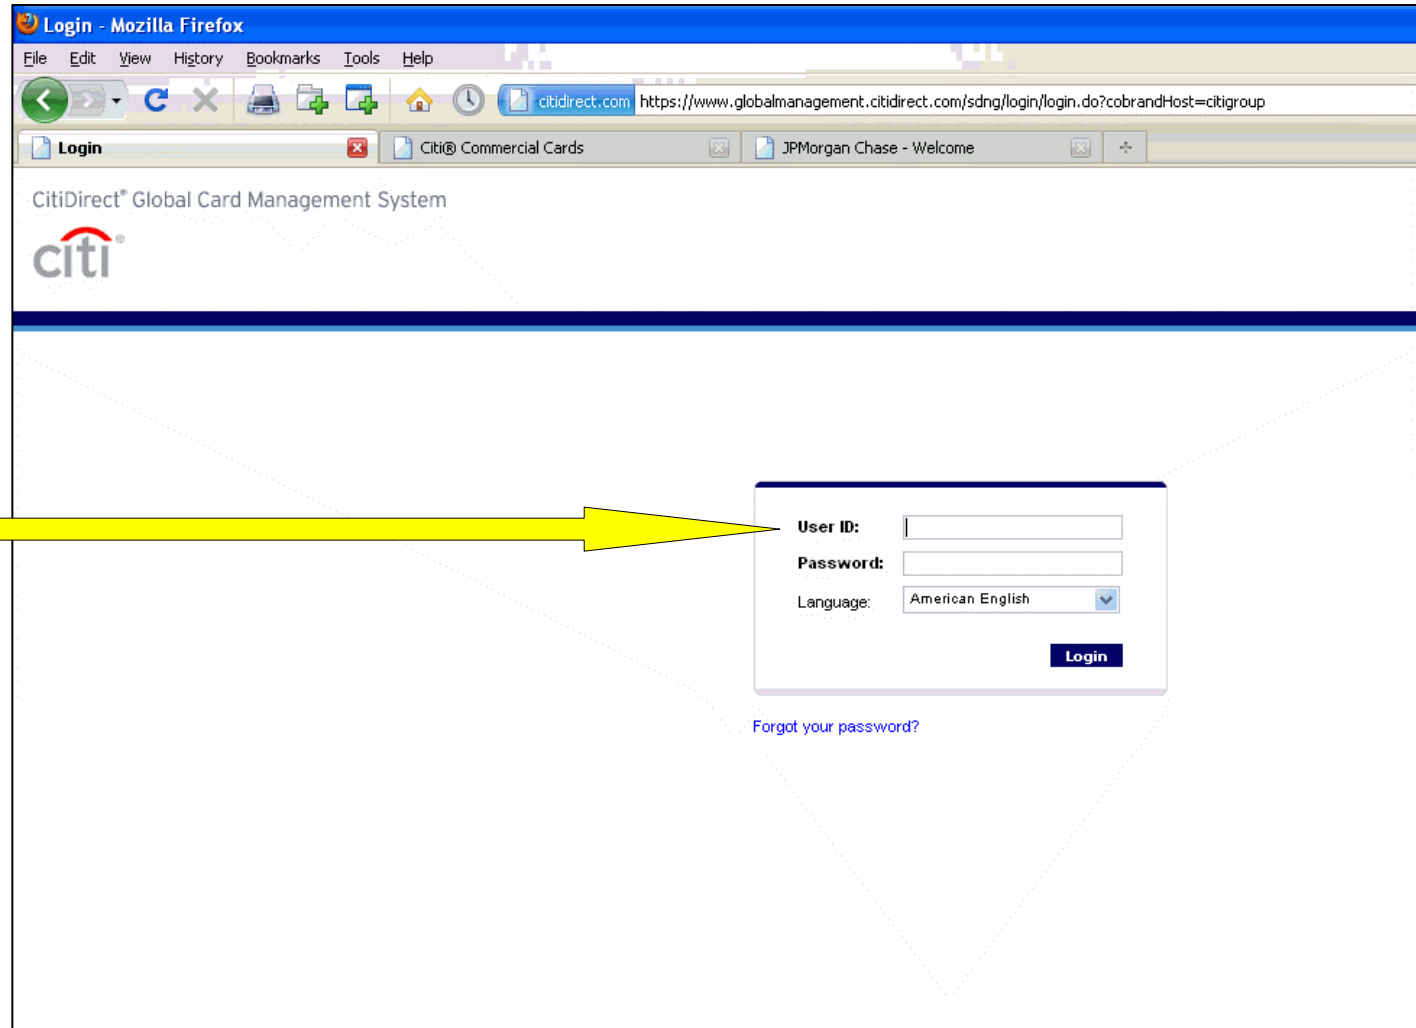 Login - Mozilla Firefox
File Edit View History Bookmarks Tools Help
citidirect.com https://www.globalmanagement.citidirect.com/sdng/login/login.do?cobrandHost=citigroup
Login Citi® Commercial Cards JPMorgan Chase - Welcome
CitiDirect® Global Card Management System
citi®
User ID:
Password:
Language: American English
Login
Forgot your password?